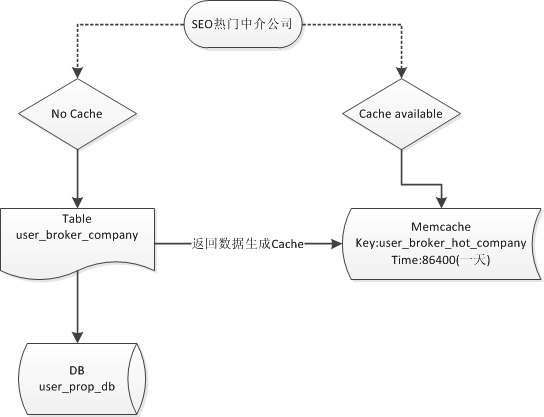 SEO热门中介公司
No Cache
Cache available
Table
user_broker_company
返回数据生成Cache
Memcache
Key:user_broker_hot_company
Time:86400(一天)
DB
user_prop_db